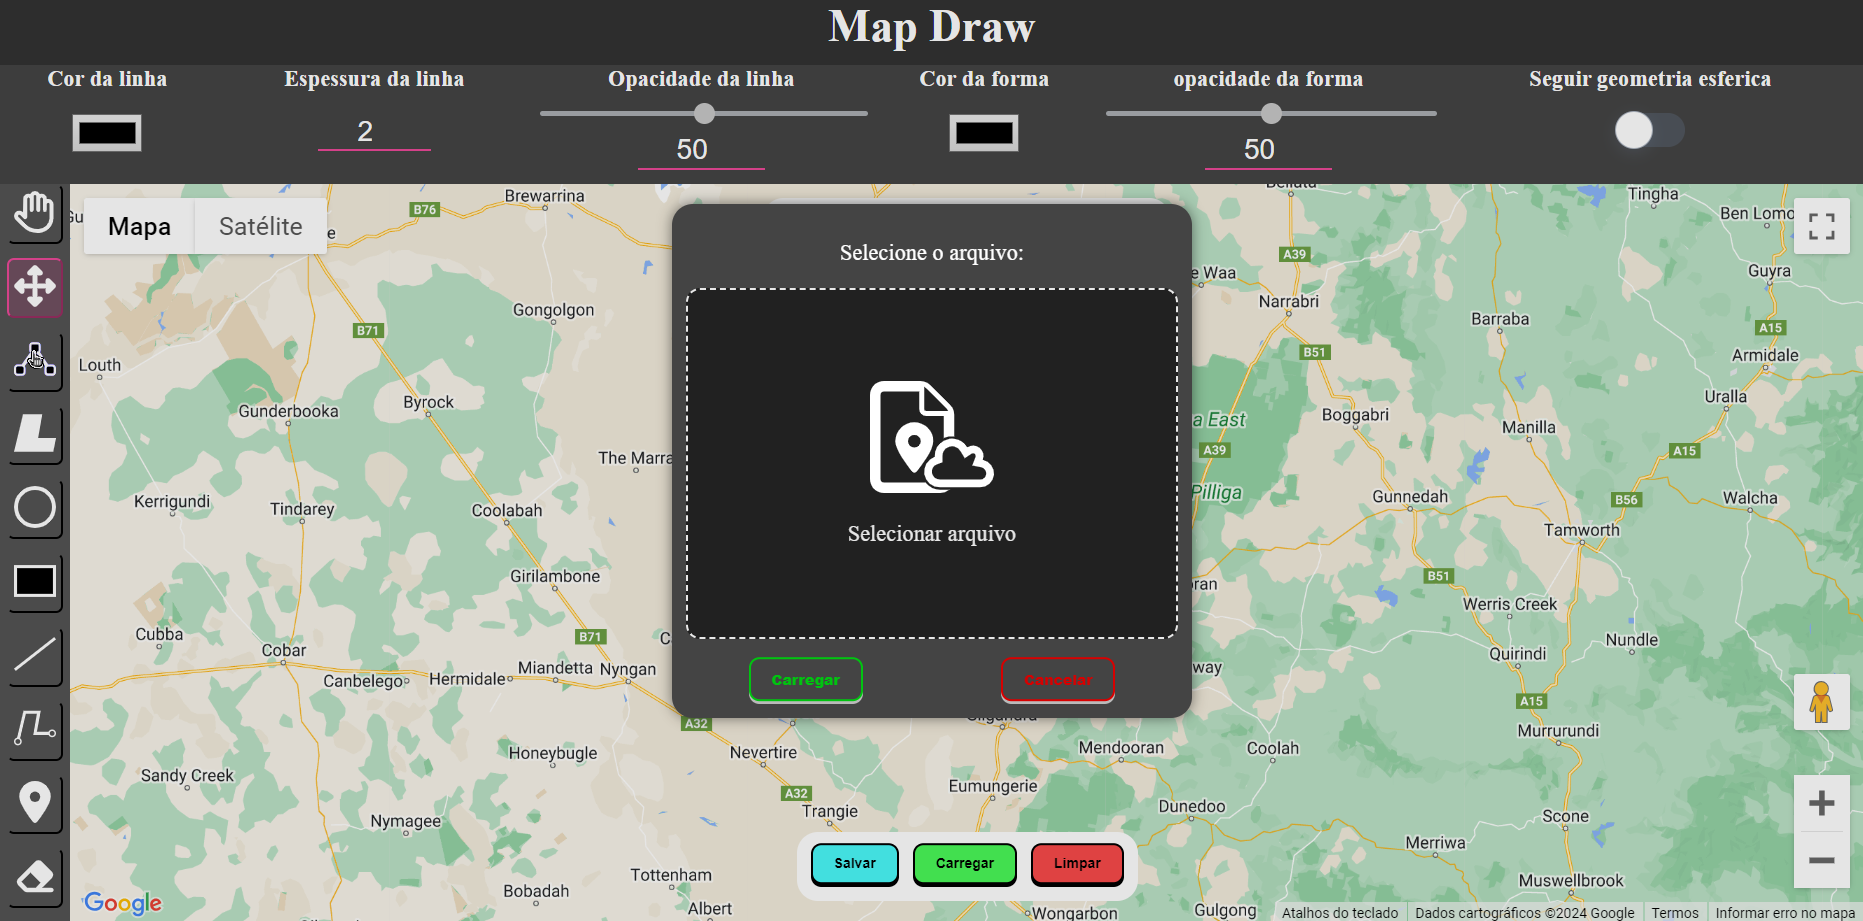 Map Draw
Cor da linha
Espessura da linha
Opacidade da linha
Cor da forma
opacidade da forma
Seguir geometria esferica
2
50
50
Mapa
Satélite
Brewarrina
B76
Tingha
Ben Lomo
A39
e Waa
Guyra
Narrabri
Gongolgon
B71
Barraba
A15
B51
Armidale
Louth
Uralla
Gunderbooka
Byrock
Boggabri
Manilla
a East
A39
A15
The Marra
Pilliga
Kerrigundi
Tindarey
Coolabah
Gunnedah
B56
Walcha
Tamworth
Girilambone
B51
oran
Werris Creek
Cubba
B71
Nundle
Cobar
Quirindi
Canbelego
Hermidale
Miandetta
Nyngan
way
A15
A32
Murrurundi
Honeybugle
Nevertire
Mendooran
Coolah
Sandy Creek
A32
Eumungerie
Trangie
Dunedoo
Scone
Nymagee
Merriwa
Tottenham
Muswellbrook
Bobadah
Albert
Wongarbon
Gulgong
Selecione o arquivo:
Selecionar arquivo
Carregar
Cancelar
Salvar
Carregar
Limpar
Google
Atalhos do teclado
Dados cartográficos ©2024 Google
Termos
Informar erro no mapa